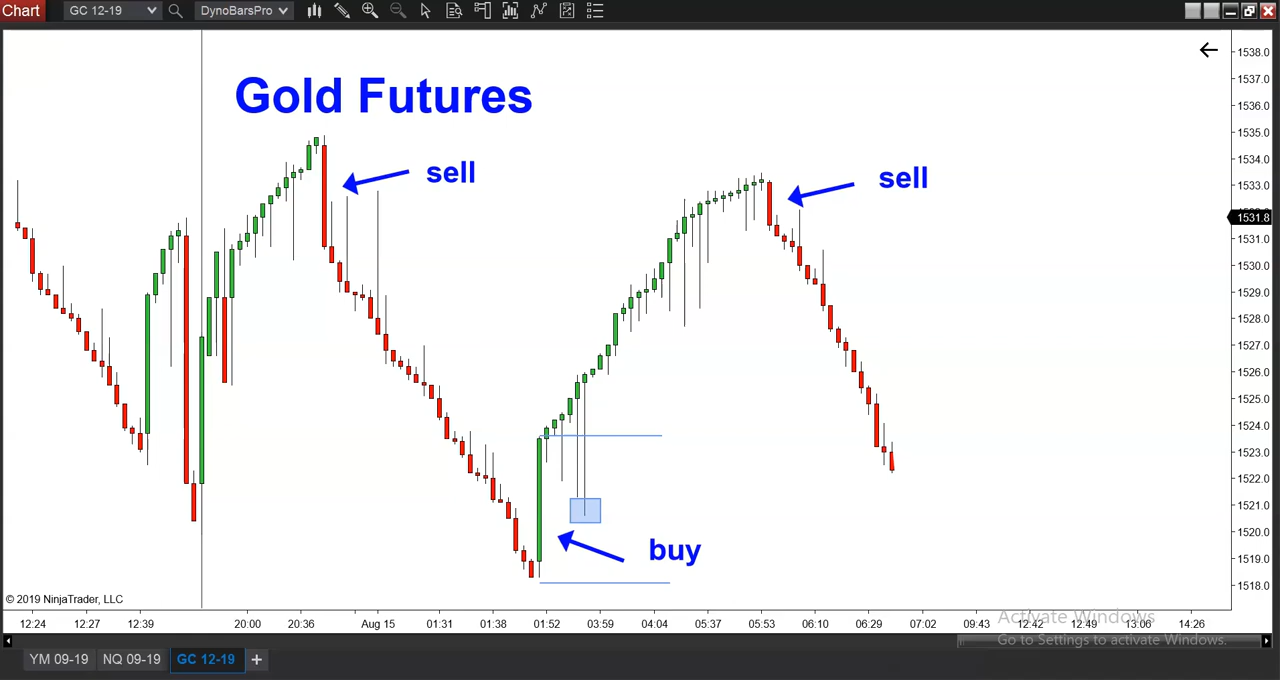 Chart GC 12-19 DynoBarsPro
Gold Futures
sell
sell
buy
1538.0
1537.0
1536.0
1535.0
1534.0
1533.0
1531.8
1531.0
1530.0
1529.0
1528.0
1527.0
1526.0
1525.0
1524.0
1523.0
1522.0
1521.0
1520.0
1519.0
1518.0
© 2019 NinjaTrader, LLC
12:24 12:27 12:39 20:00 20:36 Aug 15 01:31 01:38 01:52 03:59 04:04 05:37 05:53 06:10 06:29 07:02 09:43 12:42 12:49 13:06 14:26
Activate Windows
Go to Settings to activate Windows.
YM 09-19 NQ 09-19 GC 12-19 +